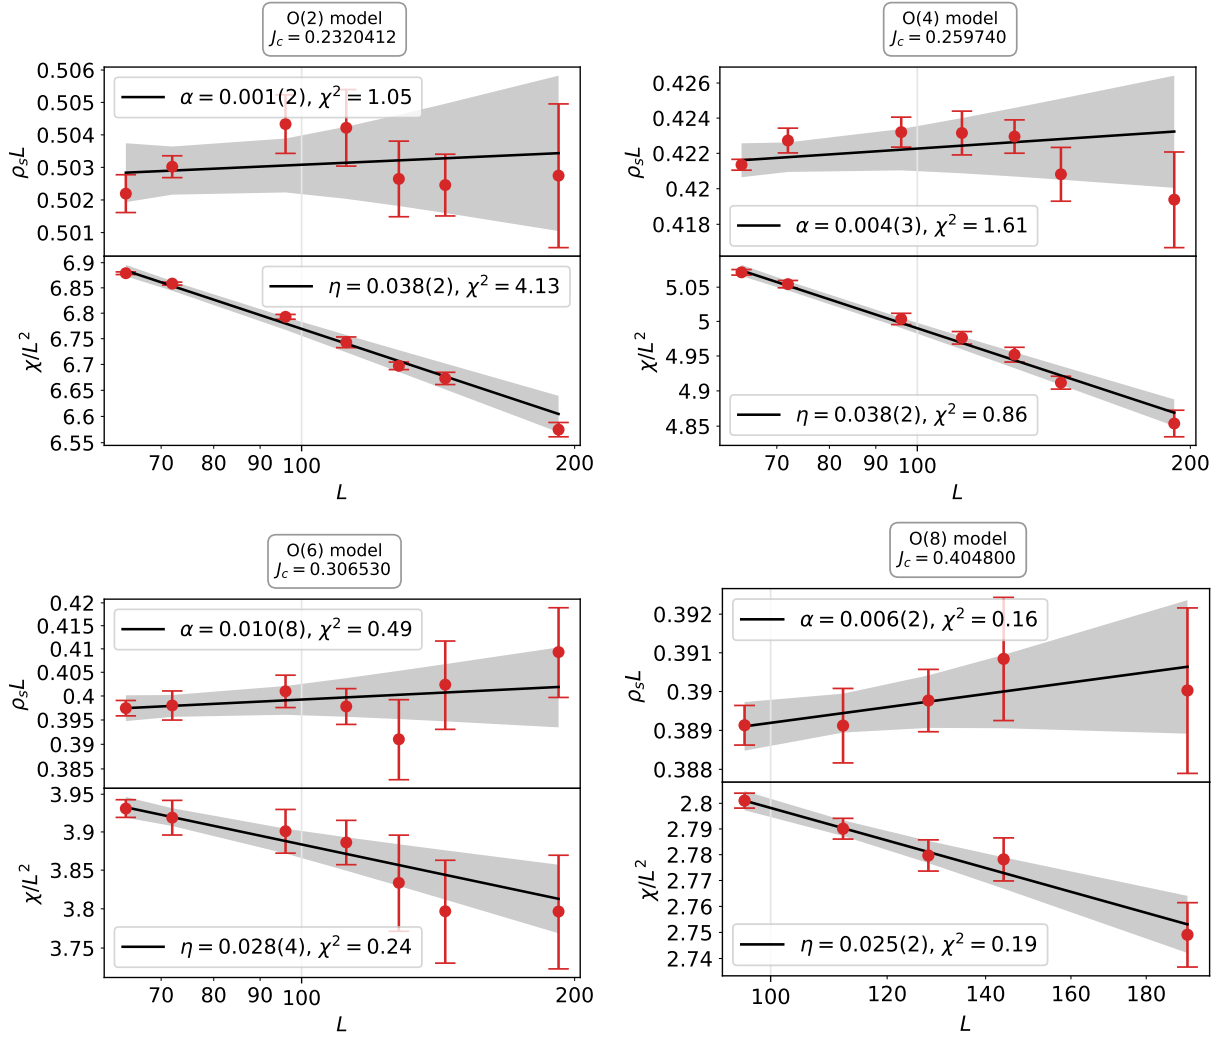 O(2) model
J_c = 0.2320412
0.506
0.505
0.504
0.503
0.502
0.501
ρ_sL
α = 0.001(2), χ² = 1.05
6.9
6.85
6.8
6.75
6.7
6.65
6.6
6.55
χ/L²
η = 0.038(2), χ² = 4.13
70 80 90 100 200
L
O(4) model
J_c = 0.259740
0.426
0.424
0.422
0.42
0.418
ρ_sL
α = 0.004(3), χ² = 1.61
5.05
5
4.95
4.9
4.85
χ/L²
η = 0.038(2), χ² = 0.86
70 80 90 100 200
L
O(6) model
J_c = 0.306530
0.42
0.415
0.41
0.405
0.4
0.395
0.39
0.385
ρ_sL
α = 0.010(8), χ² = 0.49
3.95
3.9
3.85
3.8
3.75
χ/L²
η = 0.028(4), χ² = 0.24
70 80 90 100 200
L
O(8) model
J_c = 0.404800
0.392
0.391
0.39
0.389
0.388
ρ_sL
α = 0.006(2), χ² = 0.16
2.8
2.79
2.78
2.77
2.76
2.75
2.74
χ/L²
η = 0.025(2), χ² = 0.19
100 120 140 160 180
L